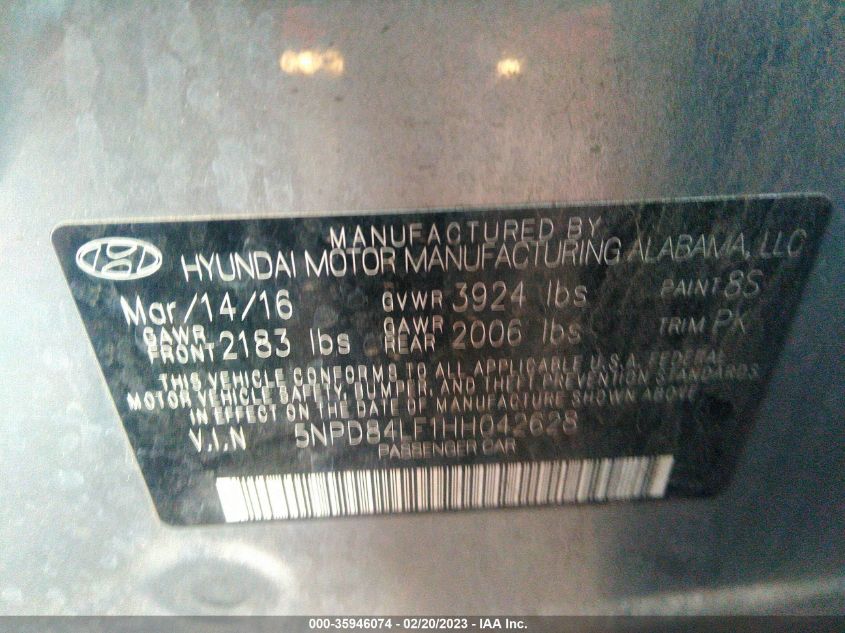 MANUFACTURED BY
HYUNDAI MOTOR MANUFACTURING ALABAMA, LLC
Mar/14/16 GVWR 3924 lbs PAINT 8S
GAWR FRONT 2183 lbs GAWR REAR 2006 lbs TRIM PK
THIS VEHICLE CONFORMS TO ALL APPLICABLE U.S.A. FEDERAL
MOTOR VEHICLE SAFETY, BUMPER, AND THEFT PREVENTION STANDARDS
IN EFFECT ON THE DATE OF MANUFACTURE SHOWN ABOVE
V.I.N 5NPD84LF1HH042628
PASSENGER CAR
000-35946074 - 02/20/2023 - IAA Inc.